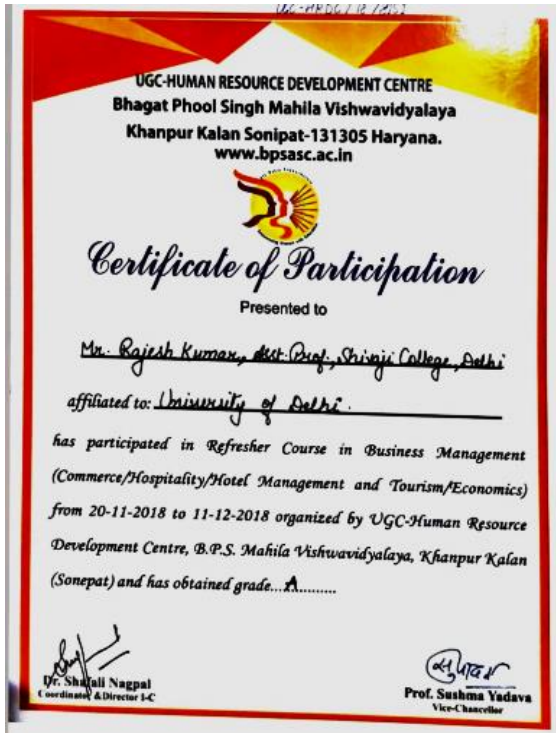 UGC-HUMAN RESOURCE DEVELOPMENT CENTRE
Bhagat Phool Singh Mahila Vishwavidyalaya
Khanpur Kalan Sonipat-131305 Haryana.
www.bpsasc.ac.in
Certificate of Participation
Presented to
Mr. Rajesh Kumar, Asst. Prof., Shivaji College, Delhi
affiliated to: University of Delhi.
has participated in Refresher Course in Business Management
(Commerce/Hospitality/Hotel Management and Tourism/Economics)
from 20-11-2018 to 11-12-2018 organized by UGC-Human Resource
Development Centre, B.P.S. Mahila Vishwavidyalaya, Khanpur Kalan
(Sonepat) and has obtained grade...A..........
Dr. Shafali Nagpal
Coordinator & Director I-C
Prof. Sushma Yadava
Vice-Chancellor